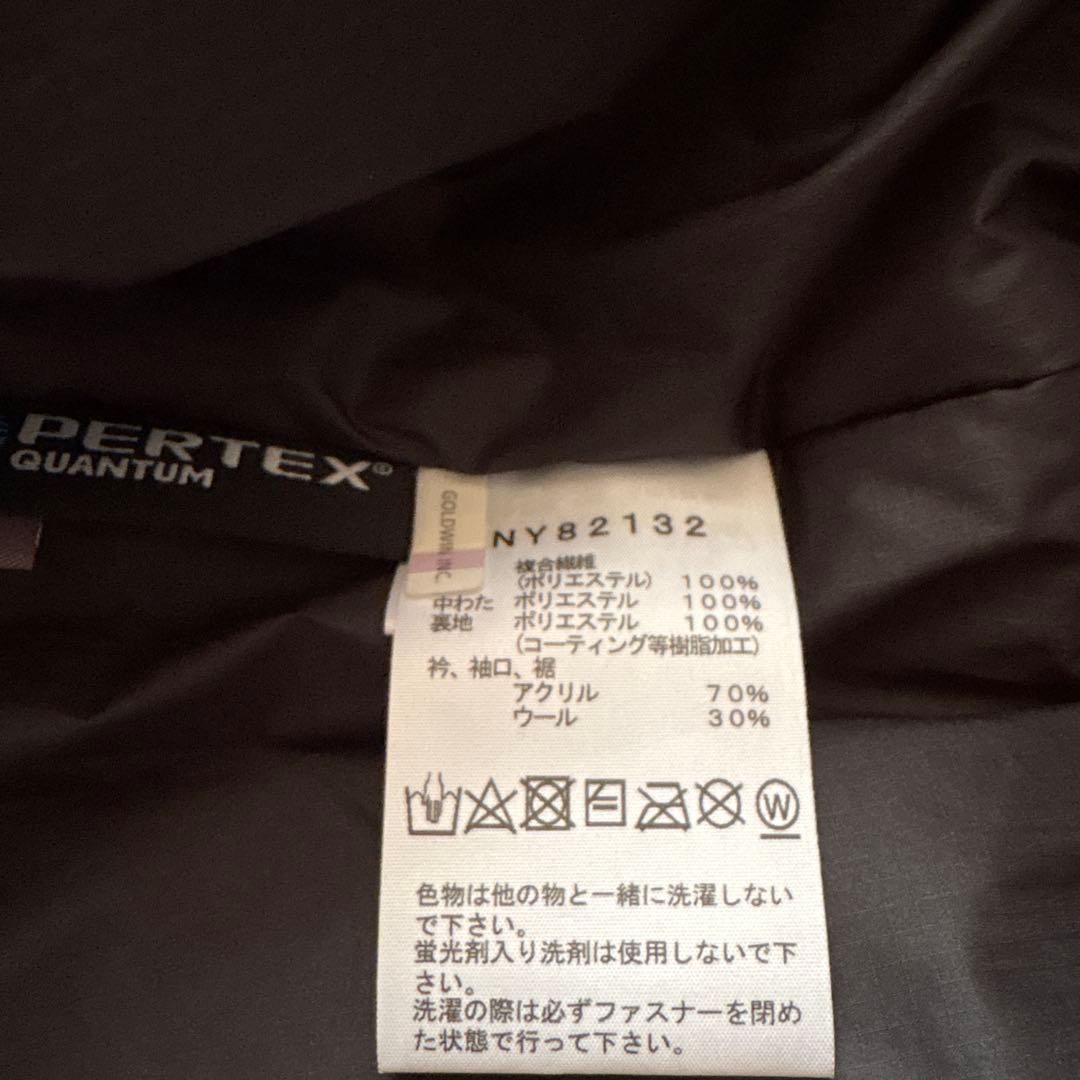 PERTEX®
QUANTUM
GOLDWIN INC.
NY82132
複合繊維
(ポリエステル) 100%
中わた ポリエステル 100%
裏地 ポリエステル 100%
(コーティング等樹脂加工)
衿、袖口、裾
アクリル 70%
ウール 30%
W
色物は他の物と一緒に洗濯しない
で下さい。
蛍光剤入り洗剤は使用しないで下
さい。
洗濯の際は必ずファスナーを閉め
た状態で行って下さい。